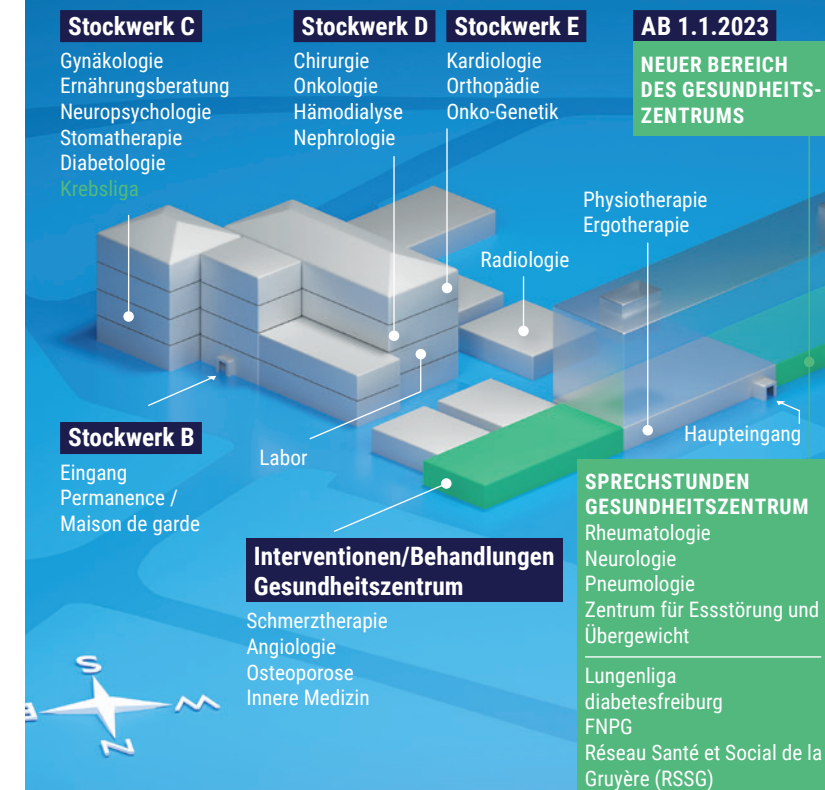 Stockwerk C
Gynäkologie
Ernährungsberatung
Neuropsychologie
Stomatherapie
Diabetologie
Krebsliga
Stockwerk D
Chirurgie
Onkologie
Hämodialyse
Nephrologie
Stockwerk E
Kardiologie
Orthopädie
Onko-Genetik
AB 1.1.2023
NEUER BEREICH
DES GESUNDHEITS-
ZENTRUMS
Physiotherapie
Ergotherapie
Radiologie
Haupteingang
Stockwerk B
Eingang
Permanence /
Maison de garde
Labor
Interventionen/Behandlungen
Gesundheitszentrum
Schmerztherapie
Angiologie
Osteoporose
Innere Medizin
SPRECHSTUNDEN
GESUNDHEITSZENTRUM
Rheumatologie
Neurologie
Pneumologie
Zentrum für Essstörung und
Übergewicht
Lungenliga
diabetesfreiburg
FNPG
Réseau Santé et Social de la
Gruyère (RSSG)
S
W
N